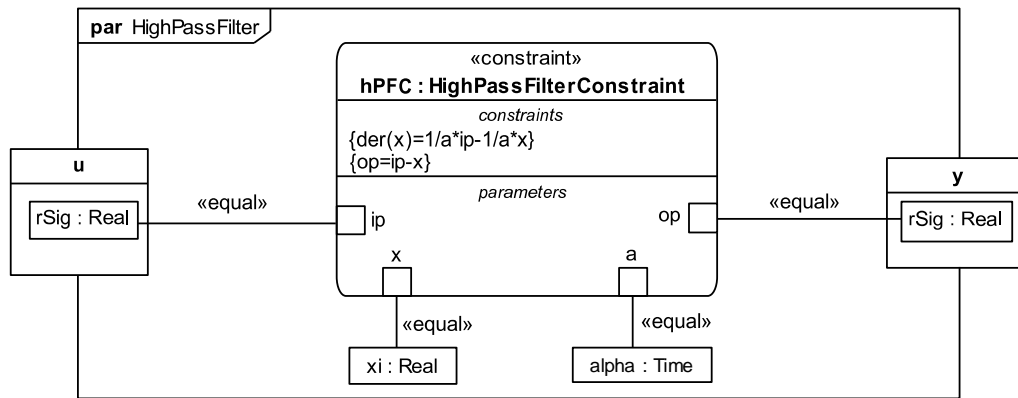 par HighPassFilter
«constraint»
hPFC : HighPassFilterConstraint
constraints
{der(x)=1/a*ip-1/a*x}
{op=ip-x}
parameters
u
rSig : Real
«equal»
ip
op
«equal»
y
rSig : Real
x
a
«equal»
«equal»
xi : Real
alpha : Time